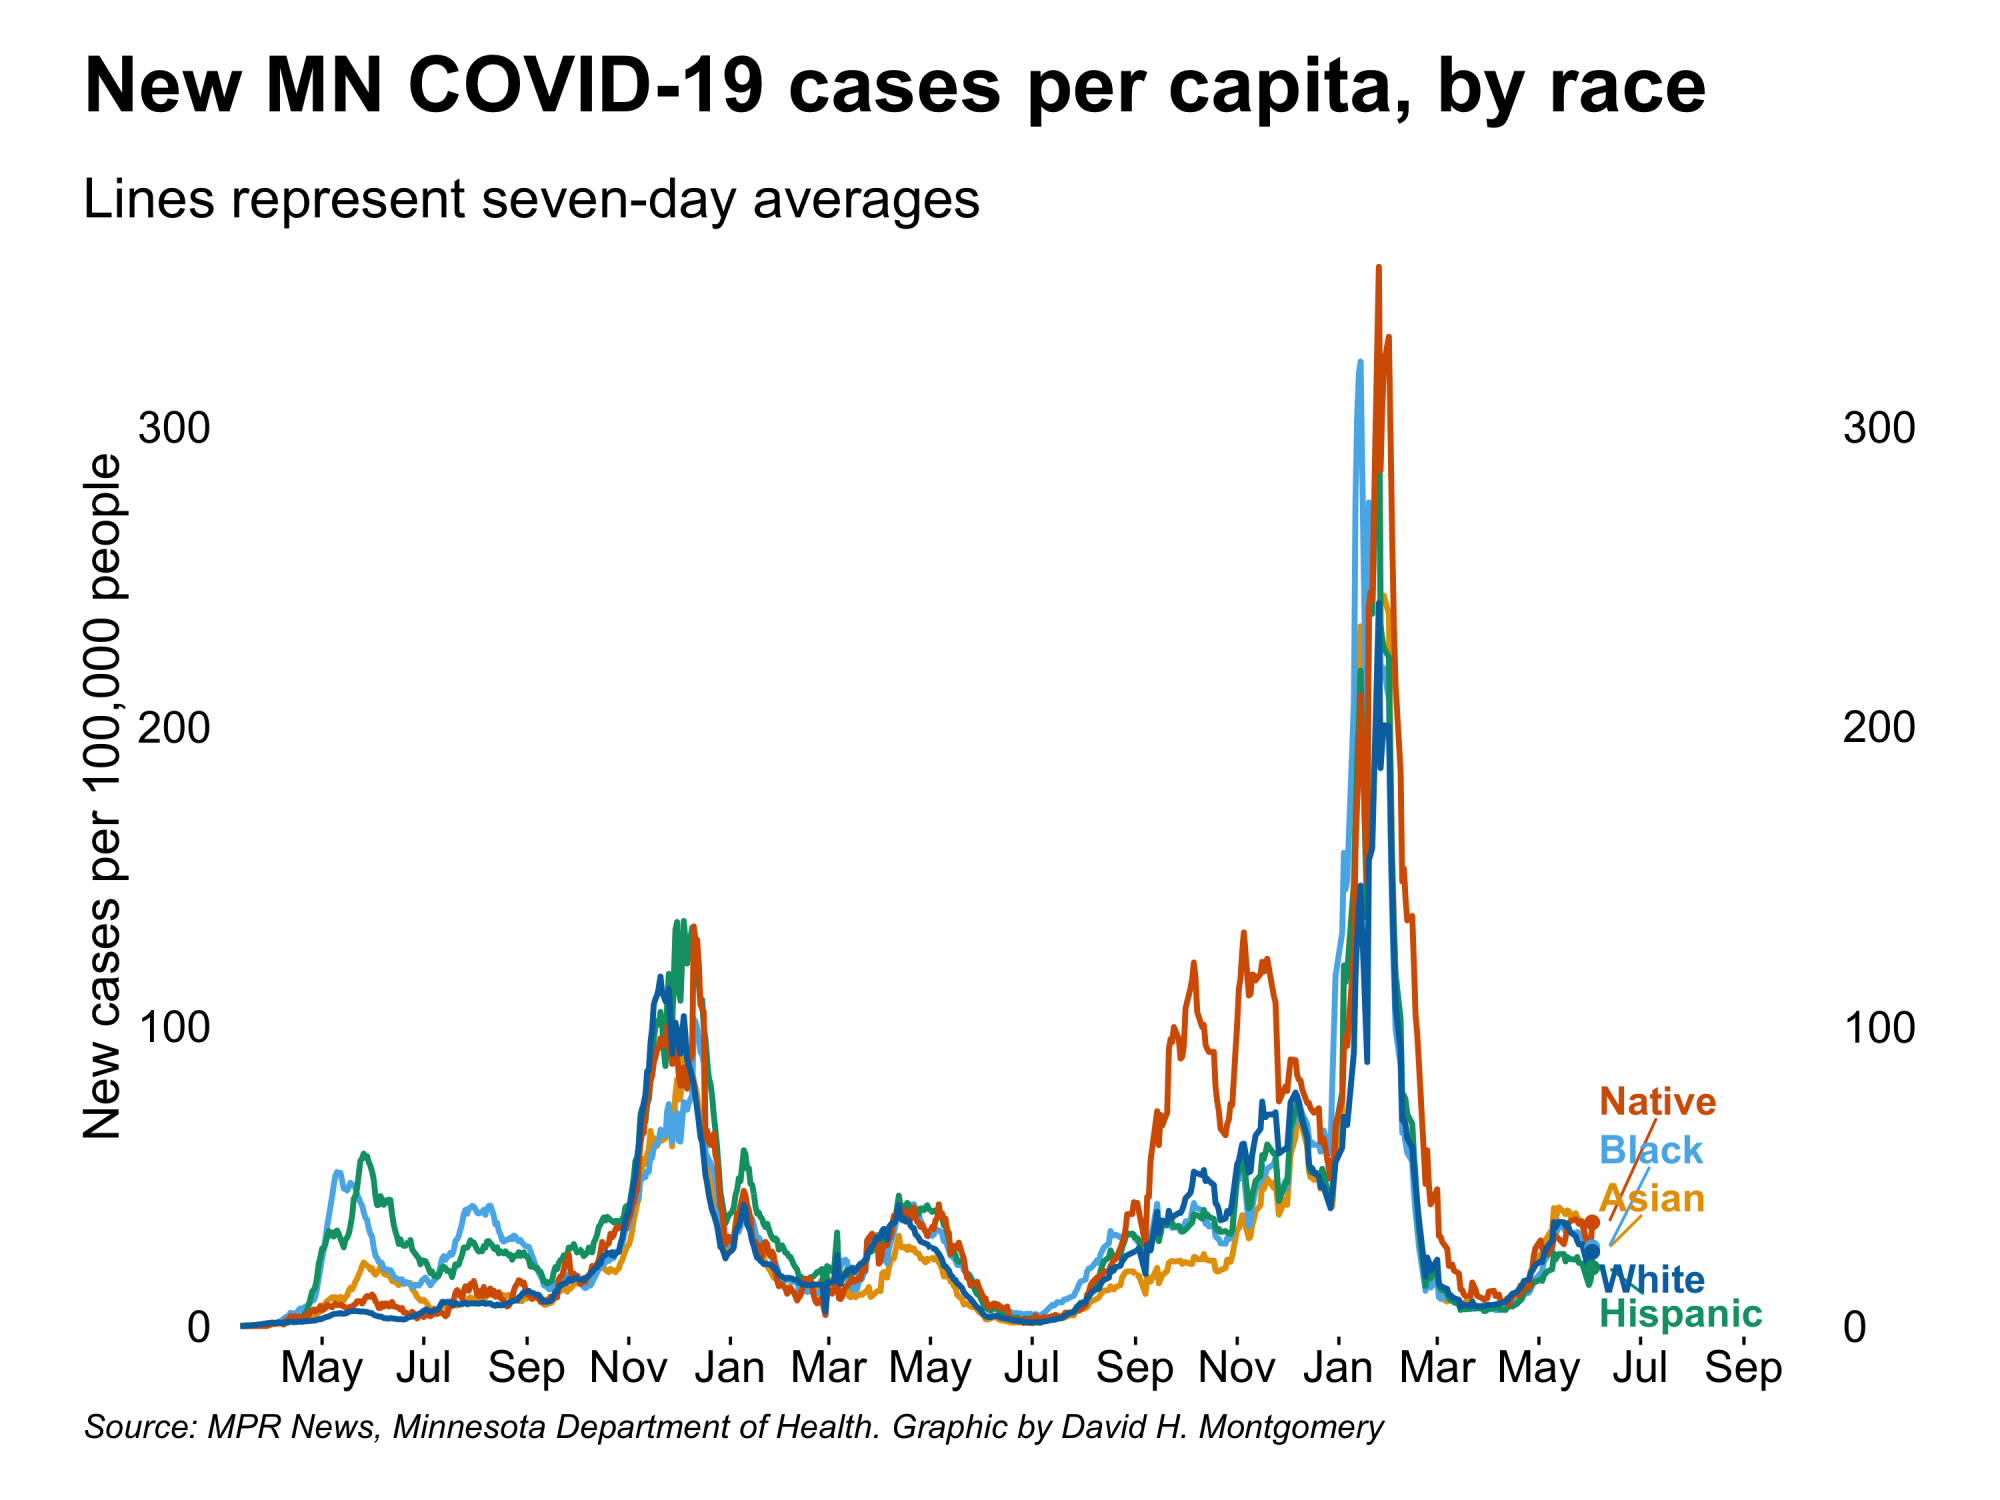 New MN COVID-19 cases per capita, by race
Lines represent seven-day averages
New cases per 100,000 people
300
200
100
0
300
200
100
0
Native
Black
Asian
White
Hispanic
May Jul Sep Nov Jan Mar May Jul Sep Nov Jan Mar May Jul Sep
Source: MPR News, Minnesota Department of Health. Graphic by David H. Montgomery